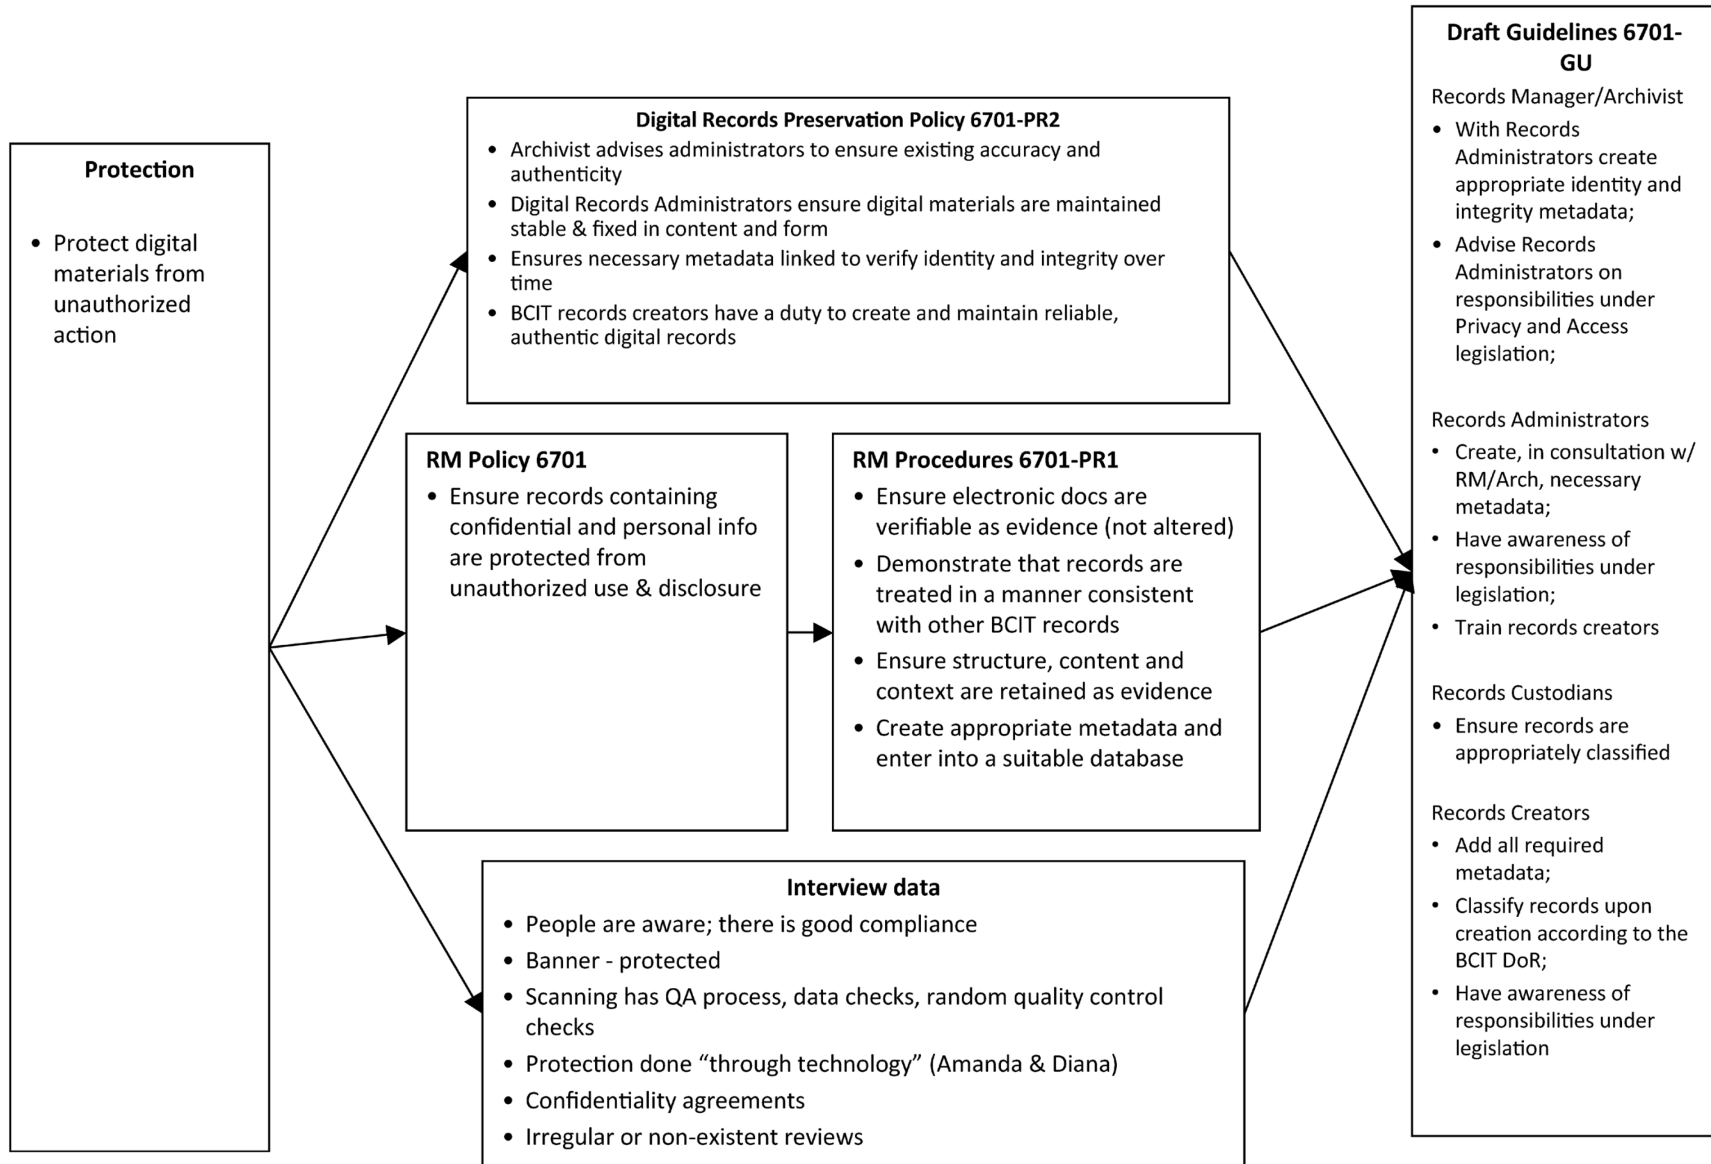 Protection
• Protect digital
materials from
unauthorized
action
Digital Records Preservation Policy 6701-PR2
• Archivist advises administrators to ensure existing accuracy and
authenticity
• Digital Records Administrators ensure digital materials are maintained
stable & fixed in content and form
• Ensures necessary metadata linked to verify identity and integrity over
time
• BCIT records creators have a duty to create and maintain reliable,
authentic digital records
RM Policy 6701
• Ensure records containing
confidential and personal info
are protected from
unauthorized use & disclosure
RM Procedures 6701-PR1
• Ensure electronic docs are
verifiable as evidence (not altered)
• Demonstrate that records are
treated in a manner consistent
with other BCIT records
• Ensure structure, content and
context are retained as evidence
• Create appropriate metadata and
enter into a suitable database
Interview data
• People are aware; there is good compliance
• Banner - protected
• Scanning has QA process, data checks, random quality control
checks
• Protection done “through technology” (Amanda & Diana)
• Confidentiality agreements
• Irregular or non-existent reviews
Draft Guidelines 6701-
GU
Records Manager/Archivist
• With Records
Administrators create
appropriate identity and
integrity metadata;
• Advise Records
Administrators on
responsibilities under
Privacy and Access
legislation;
Records Administrators
• Create, in consultation w/
RM/Arch, necessary
metadata;
• Have awareness of
responsibilities under
legislation;
• Train records creators
Records Custodians
• Ensure records are
appropriately classified
Records Creators
• Add all required
metadata;
• Classify records upon
creation according to the
BCIT DoR;
• Have awareness of
responsibilities under
legislation